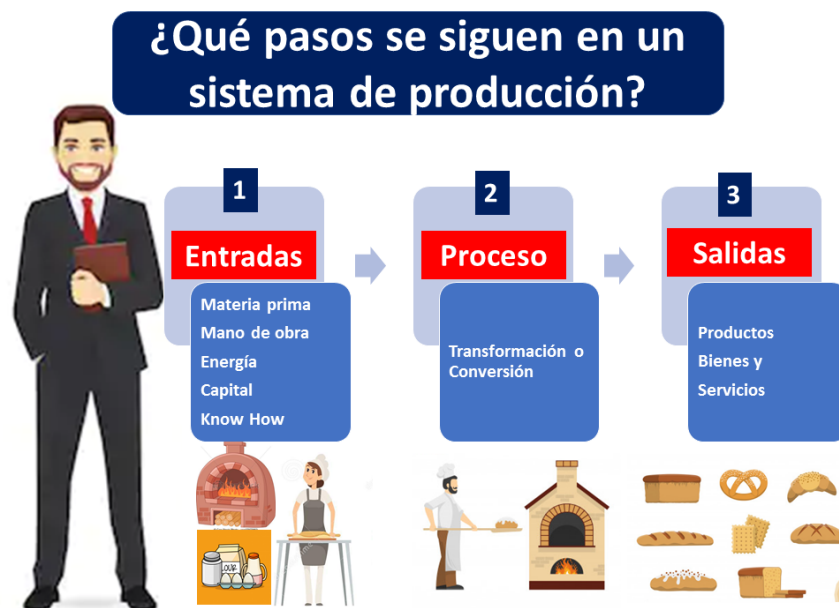 ¿Qué pasos se siguen en un
sistema de producción?
1
Entradas
Materia prima
Mano de obra
Energía
Capital
Know How
2
Proceso
Transformación o
Conversión
3
Salidas
Productos
Bienes y
Servicios